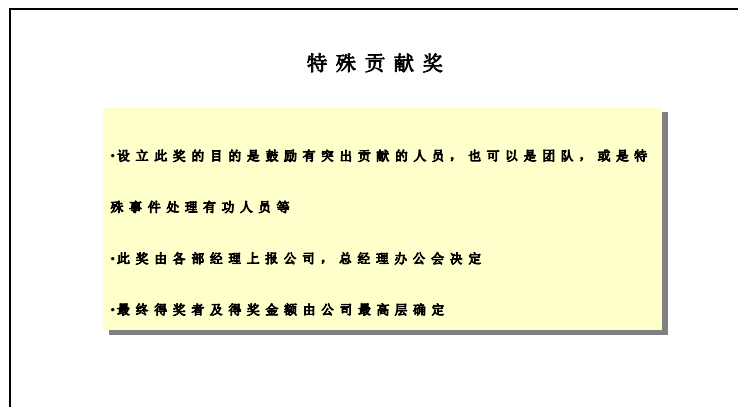 特殊贡献奖
•设立此奖的目的是鼓励有突出贡献的人员，也可以是团队，或是特
殊事件处理有功人员等
•此奖由各部经理上报公司，总经理办公会决定
•最终得奖者及得奖金额由公司最高层确定